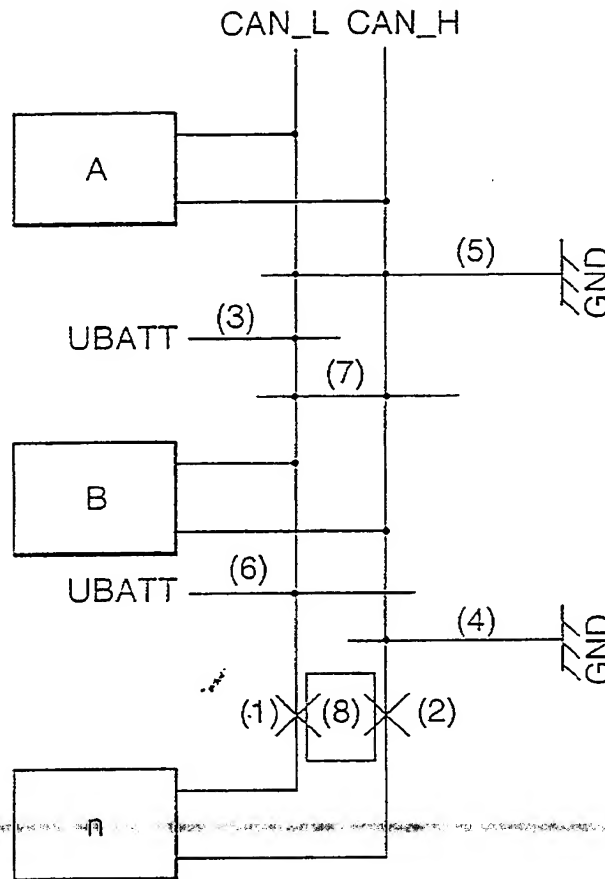 CAN_L CAN_H
A
(5)
GND
(3)
UBATT
(7)
B
(6)
UBATT
(4)
GND
(1) (8) (2)
n